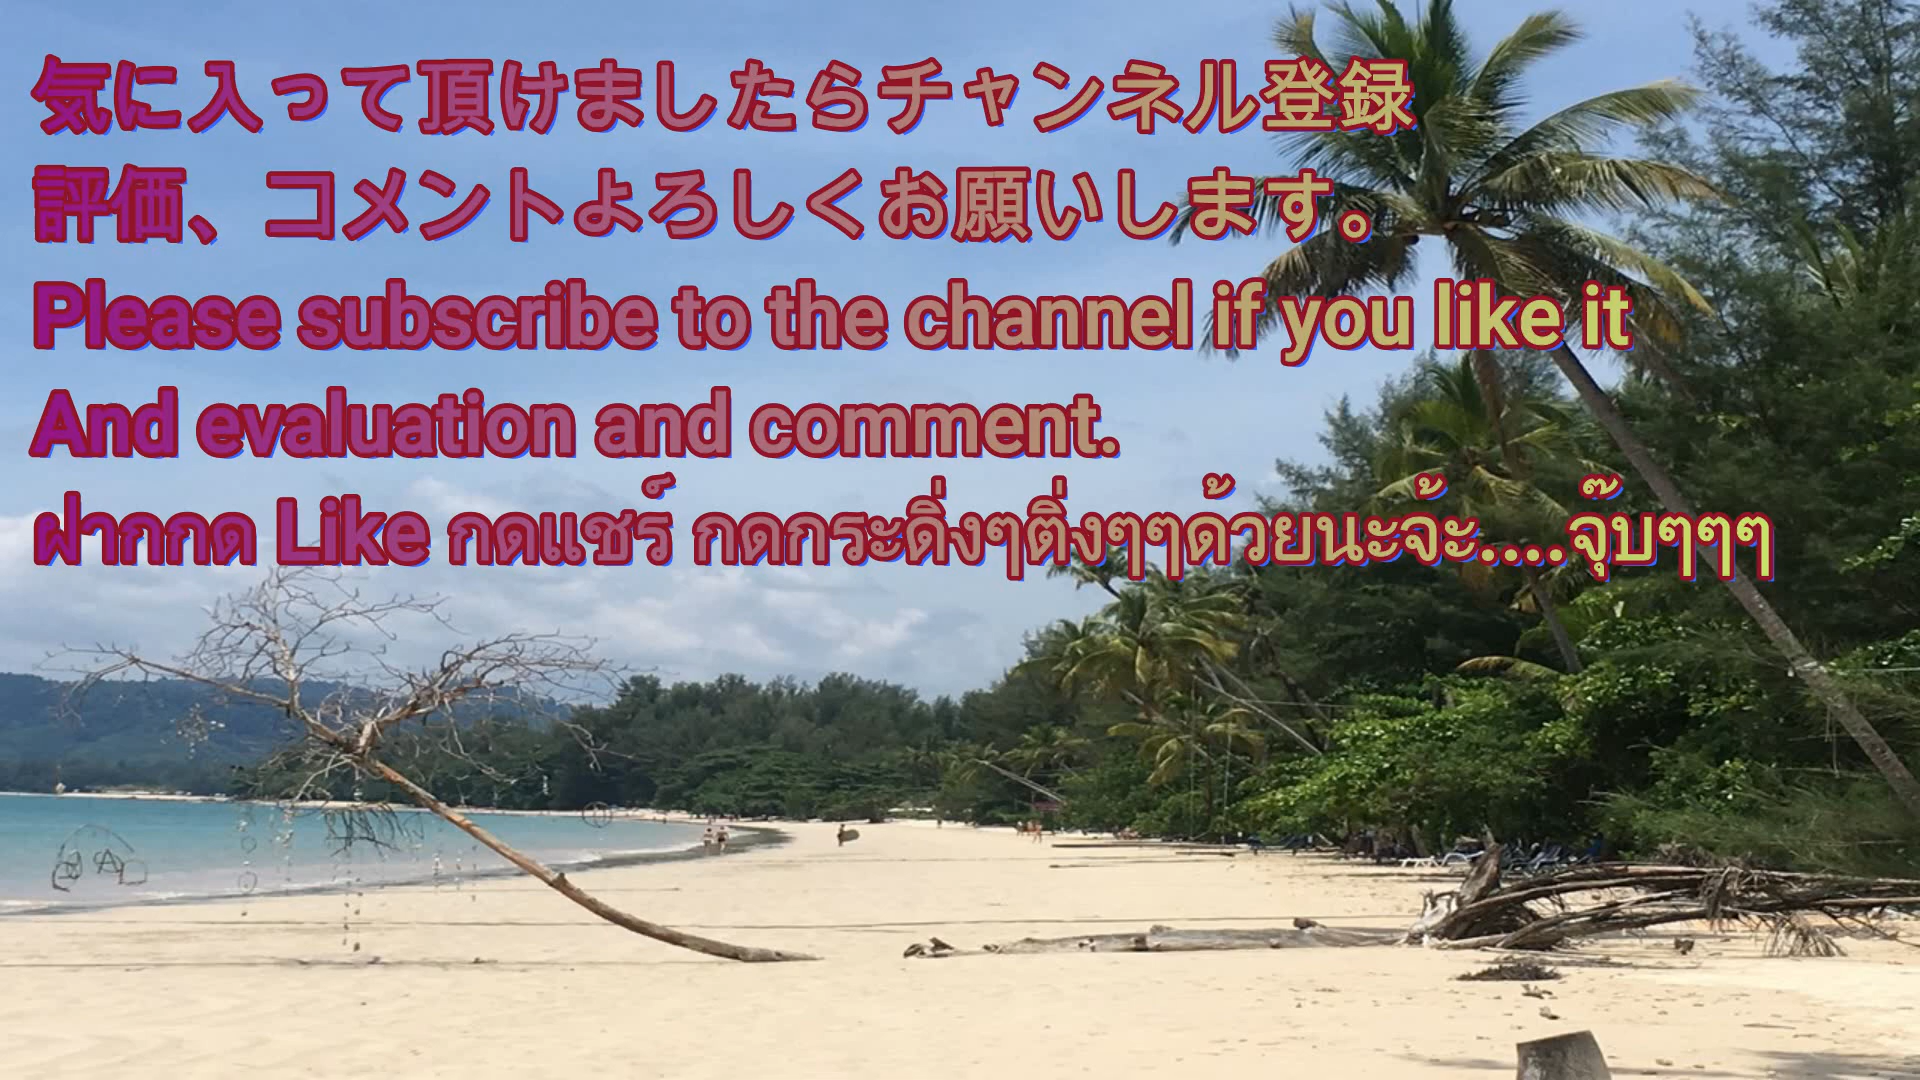 気に入って頂けましたらチャンネル登録
評価、コメントよろしくお願いします。
Please subscribe to the channel if you like it
And evaluation and comment.
ฝากกด Like กดแชร์ กดกระดิ่งๆติ่งๆๆด้วยนะจ้ะ....จุ๊บๆๆๆ